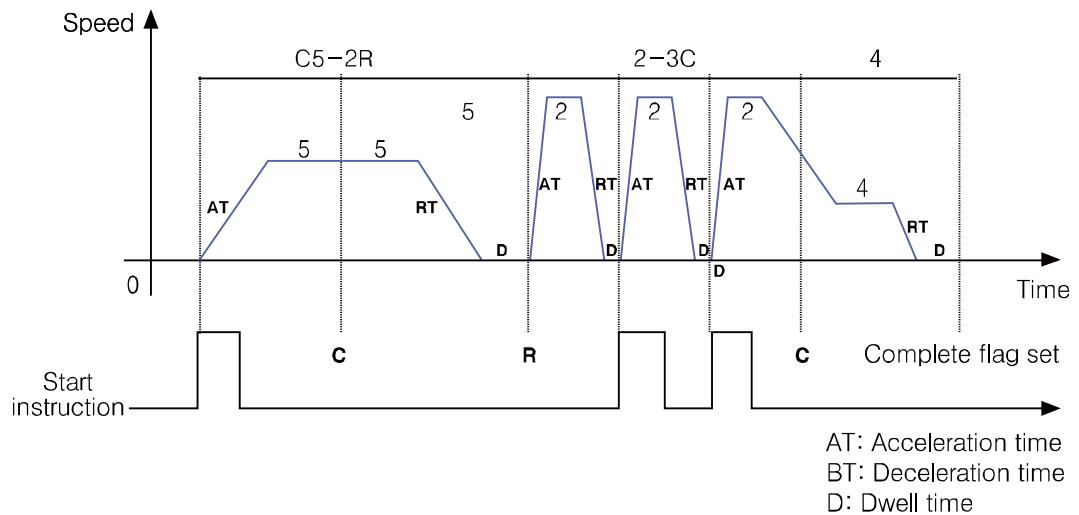 Speed
C5-2R 2-3C 4
5 2 2 2
5 5
4
AT RT AT RT AT RT AT RT
D D D D
D
0 Time
C R C Complete flag set
Start
instruction
AT: Acceleration time
BT: Deceleration time
D: Dwell time